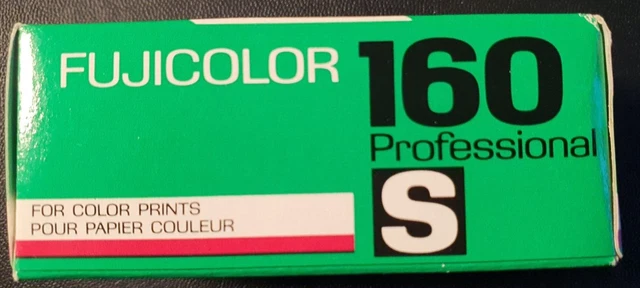 FUJICOLOR
160
Professional
S
FOR COLOR PRINTS
POUR PAPIER COULEUR